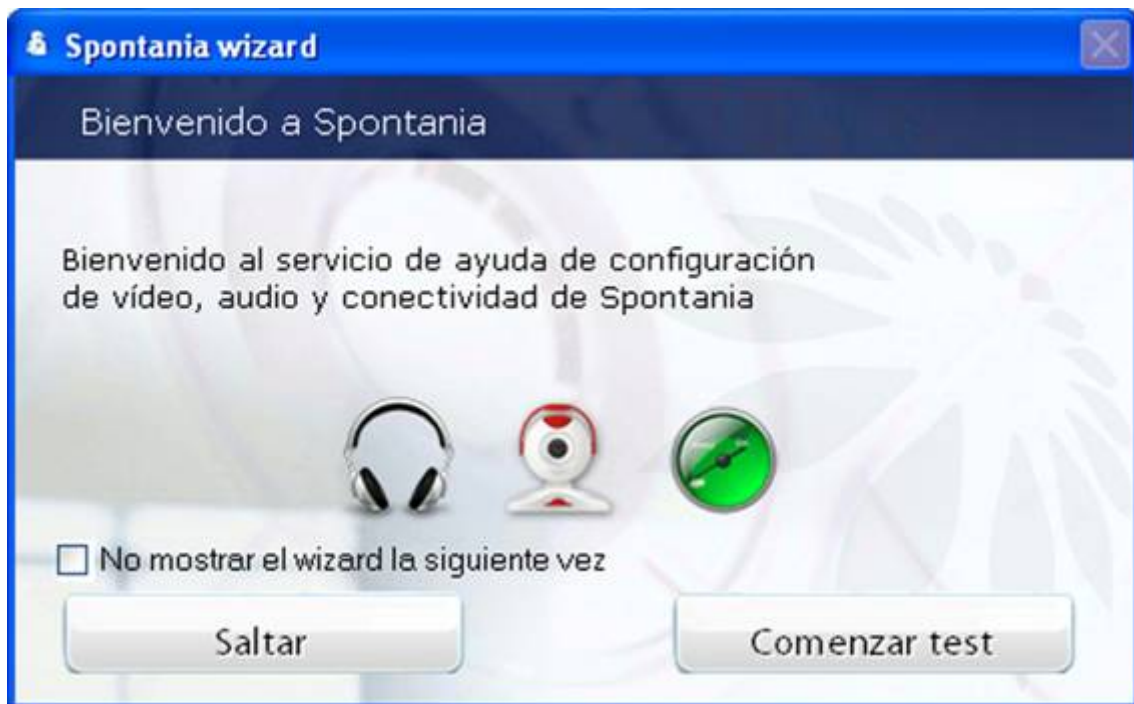 Spontania wizard
Bienvenido a Spontania
Bienvenido al servicio de ayuda de configuración
de vídeo, audio y conectividad de Spontania
No mostrar el wizard la siguiente vez
Saltar
Comenzar test